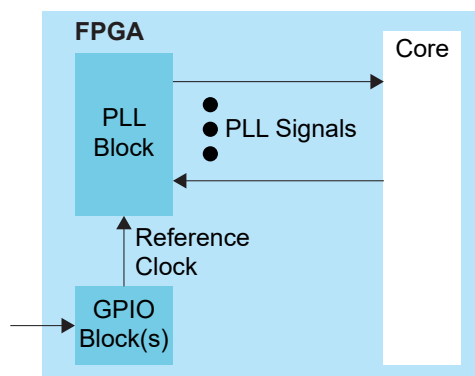 FPGA
Core
PLL
Block
PLL Signals
Reference
Clock
GPIO
Block(s)